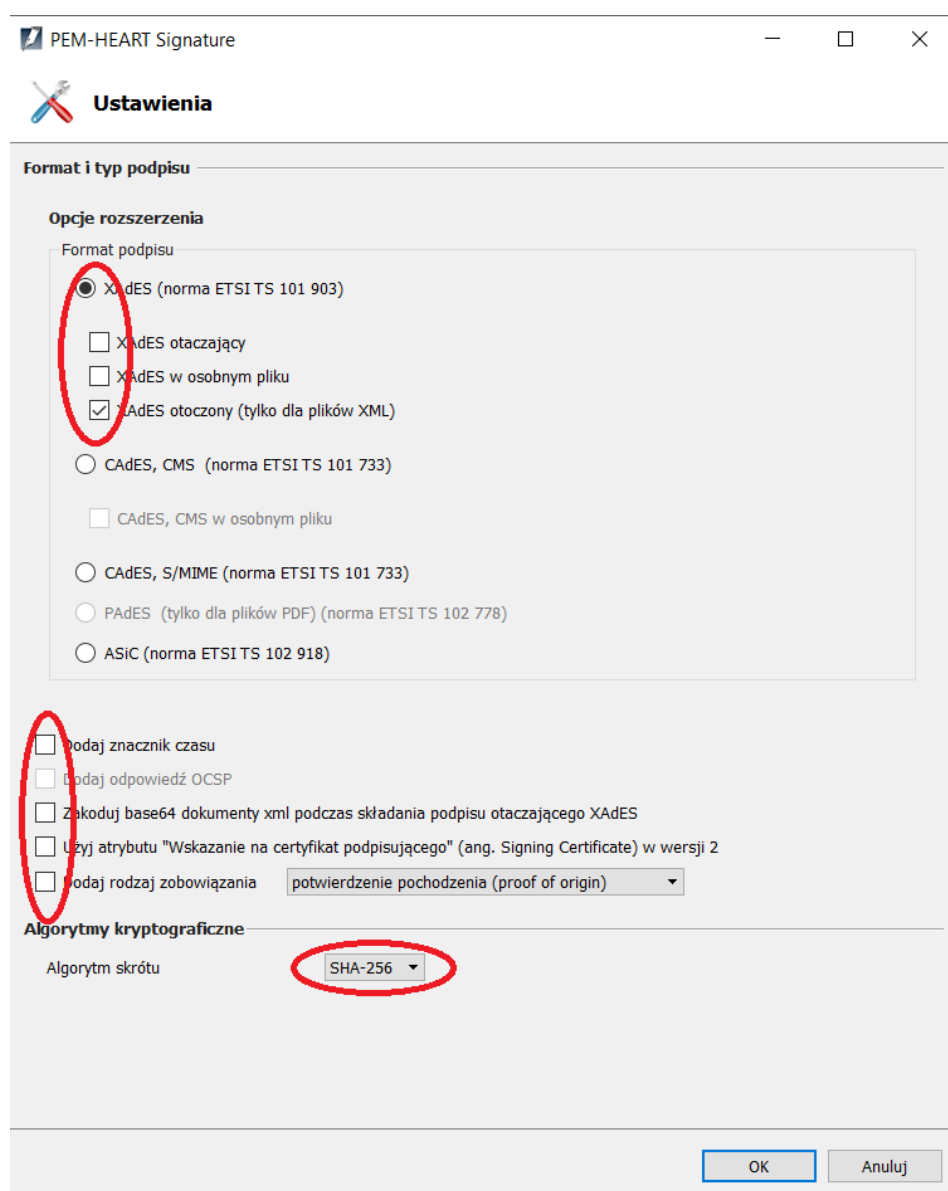 PEM-HEART Signature
Ustawienia
Format i typ podpisu
Opcje rozszerzenia
Format podpisu
XAdES (norma ETSI TS 101 903)
XAdES otaczający
XAdES w osobnym pliku
XAdES otoczony (tylko dla plików XML)
CAdES, CMS (norma ETSI TS 101 733)
CAdES, CMS w osobnym pliku
CAdES, S/MIME (norma ETSI TS 101 733)
PAdES (tylko dla plików PDF) (norma ETSI TS 102 778)
ASiC (norma ETSI TS 102 918)
Dodaj znacznik czasu
Dodaj odpowiedź OCSP
Zakoduj base64 dokumenty xml podczas składania podpisu otaczającego XAdES
Użyj atrybutu "Wskazanie na certyfikat podpisującego" (ang. Signing Certificate) w wersji 2
Dodaj rodzaj zobowiązania potwierdzenie pochodzenia (proof of origin)
Algorytmy kryptograficzne
Algorytm skrótu SHA-256
OK Anuluj